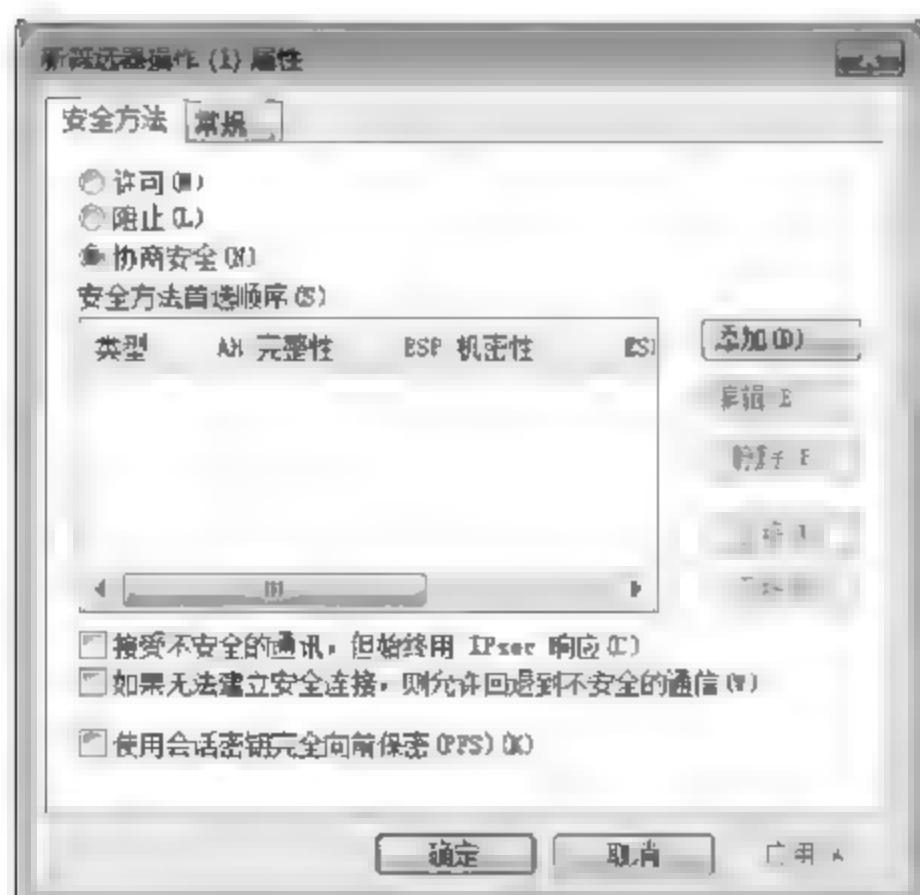 新筛选器操作 (1) 属性
安全方法 常规
许可(M)
阻止(L)
协商安全(N)
安全方法首选顺序(S)
类型 AH 完整性 ESP 机密性 ES
添加(D)
编辑 E
接受不安全的通讯，但始终用 IPsec 响应(C)
如果无法建立安全连接，则允许回退到不安全的通信(W)
使用会话密钥完全向前保密(PFS)(K)
确定 取消 应用 A